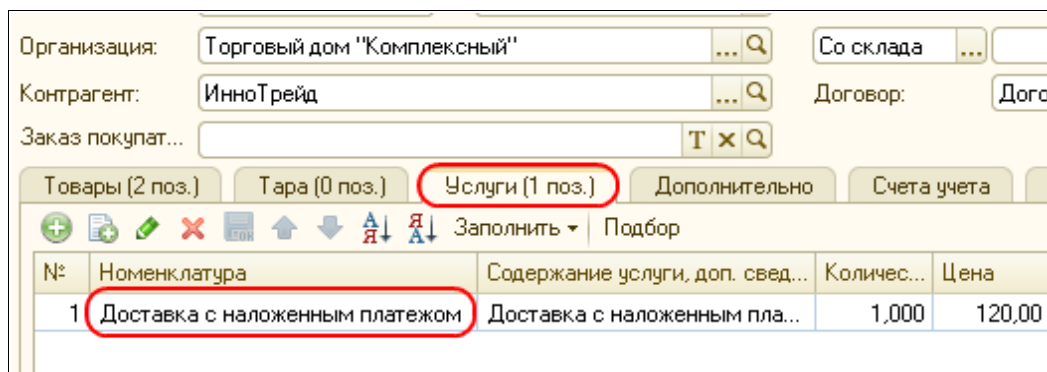 Организация: Торговый дом "Комплексный" ... Со склада ...
Контрагент: ИнноТрейд ... Договор: Дого
Заказ покупат... T
Товары (2 поз.) Тара (0 поз.) Услуги (1 поз.) Дополнительно Счета учета
Заполнить Подбор
№ Номенклатура Содержание услуги, доп. свед... Количес... Цена
1 Доставка с наложенным платежом Доставка с наложенным пла... 1,000 120,00